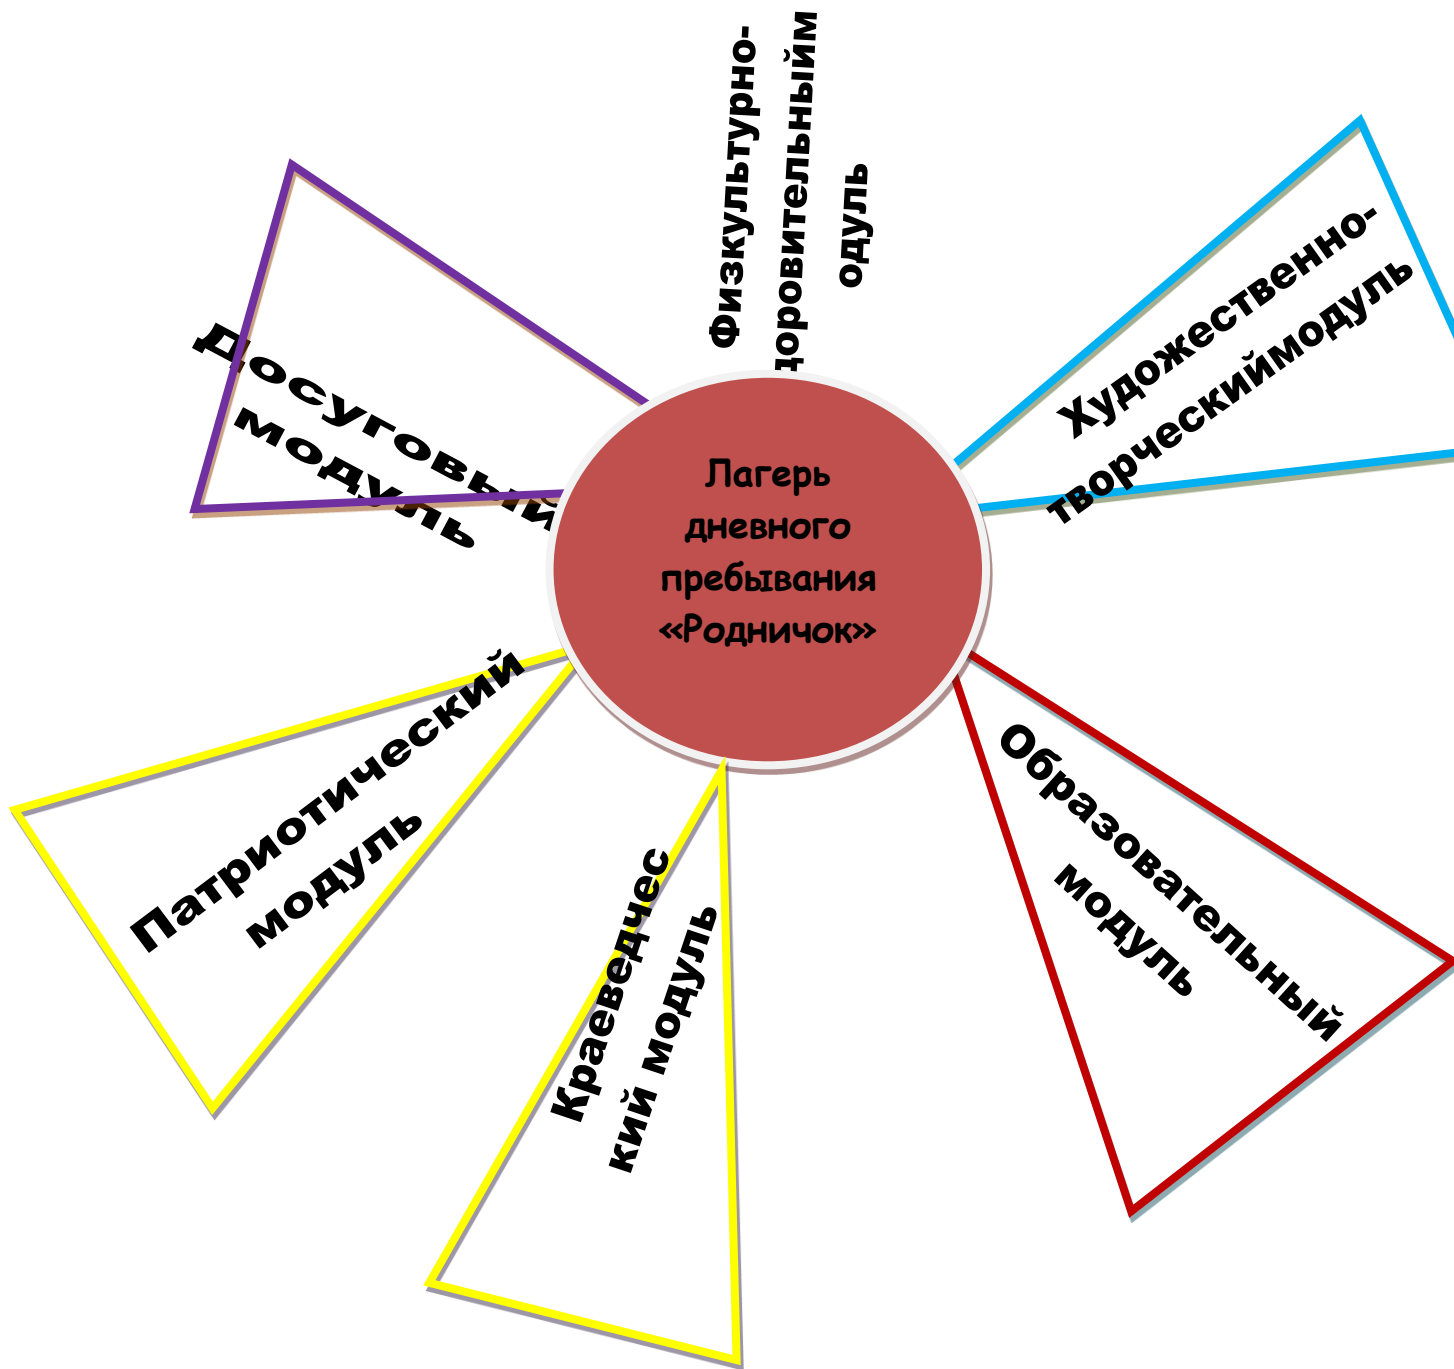 Физкультурно-
доровительныйм
одуль
Художественно-
творческиймодуль
Досуговый
модуль
Лагерь
дневного
пребывания
«Родничок»
Патриотический
модуль
Краеведчес
кий модуль
Образовательный
модуль